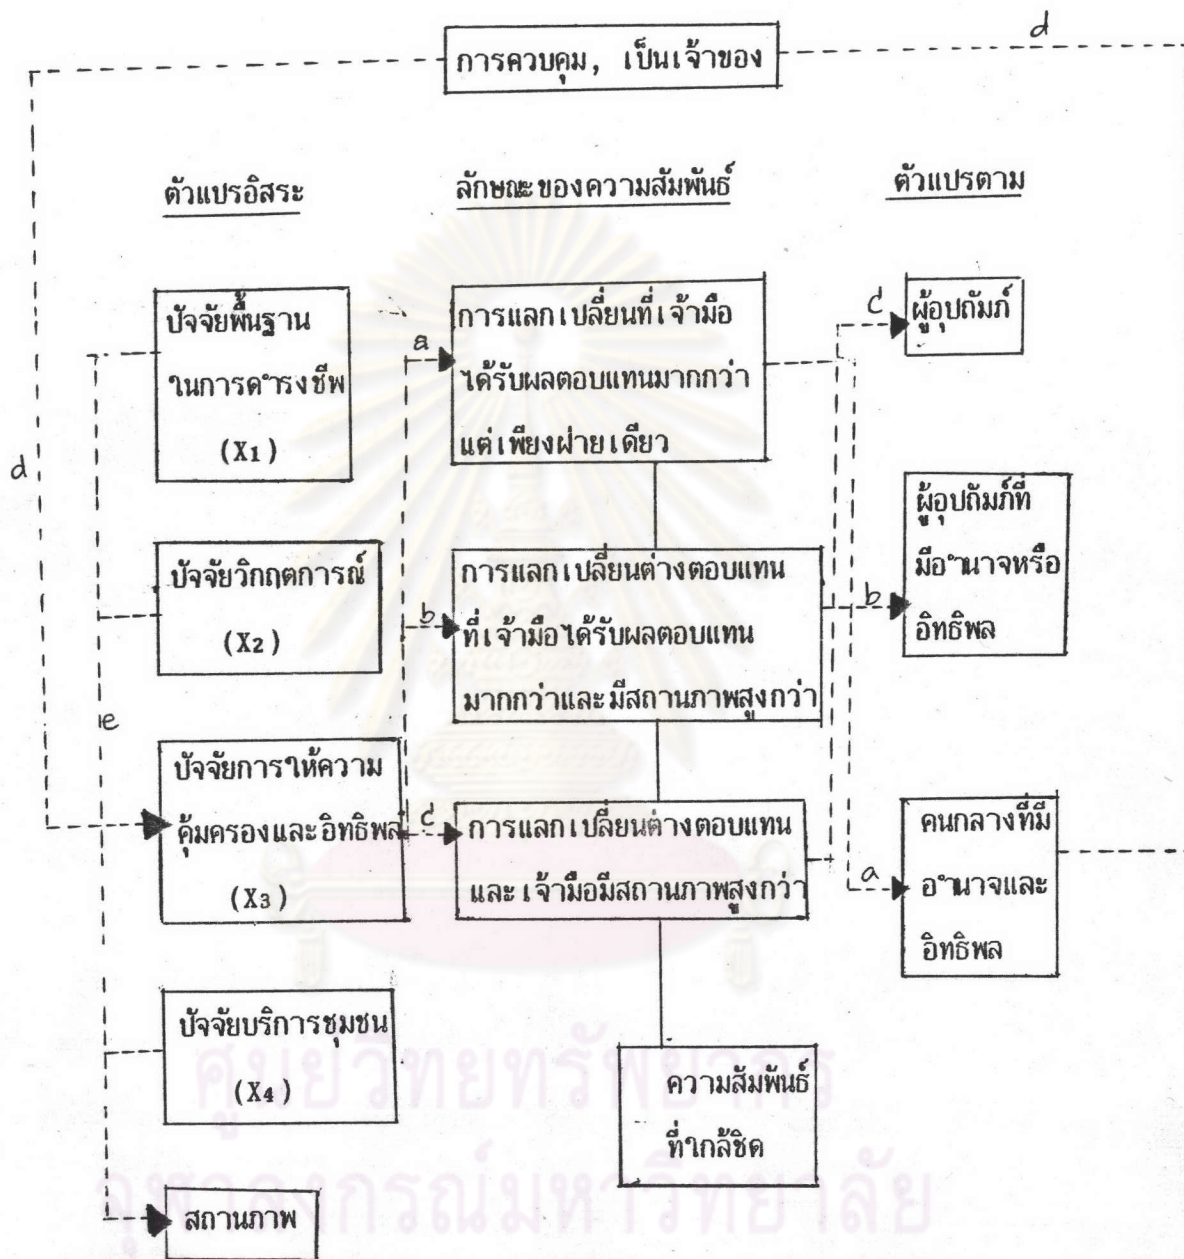 d
การควบคุม, เป็นเจ้าของ
ตัวแปรอิสระ
ลักษณะของความสัมพันธ์
ตัวแปรตาม
ปัจจัยพื้นฐาน
ในการดำรงชีพ
(X1)
a
การแลกเปลี่ยนที่เจ้ามือ
ได้รับผลตอบแทนมากกว่า
แต่เพียงฝ่ายเดียว
c
ผู้อุปถัมภ์
d
ปัจจัยวิกฤตการณ์
(X2)
b
การแลกเปลี่ยนต่างตอบแทน
ที่เจ้ามือได้รับผลตอบแทน
มากกว่าและมีสถานภาพสูงกว่า
b
ผู้อุปถัมภ์ที่
มีอำนาจหรือ
อิทธิพล
e
ปัจจัยการให้ความ
คุ้มครองและอิทธิพล
(X3)
c
การแลกเปลี่ยนต่างตอบแทน
และเจ้ามือมีสถานภาพสูงกว่า
a
คนกลางที่มี
อำนาจและ
อิทธิพล
ปัจจัยบริการชุมชน
(X4)
ความสัมพันธ์
ที่ใกล้ชิด
สถานภาพ
ศูนย์วิทยทรัพยากร
จุฬาลงกรณ์มหาวิทยาลัย